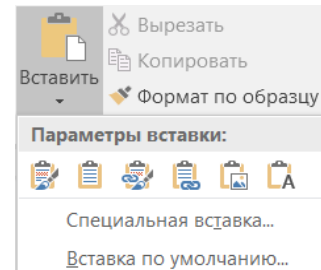 Вырезать
Копировать
Вставить
Формат по образцу
Параметры вставки:
Специальная вставка...
Вставка по умолчанию...